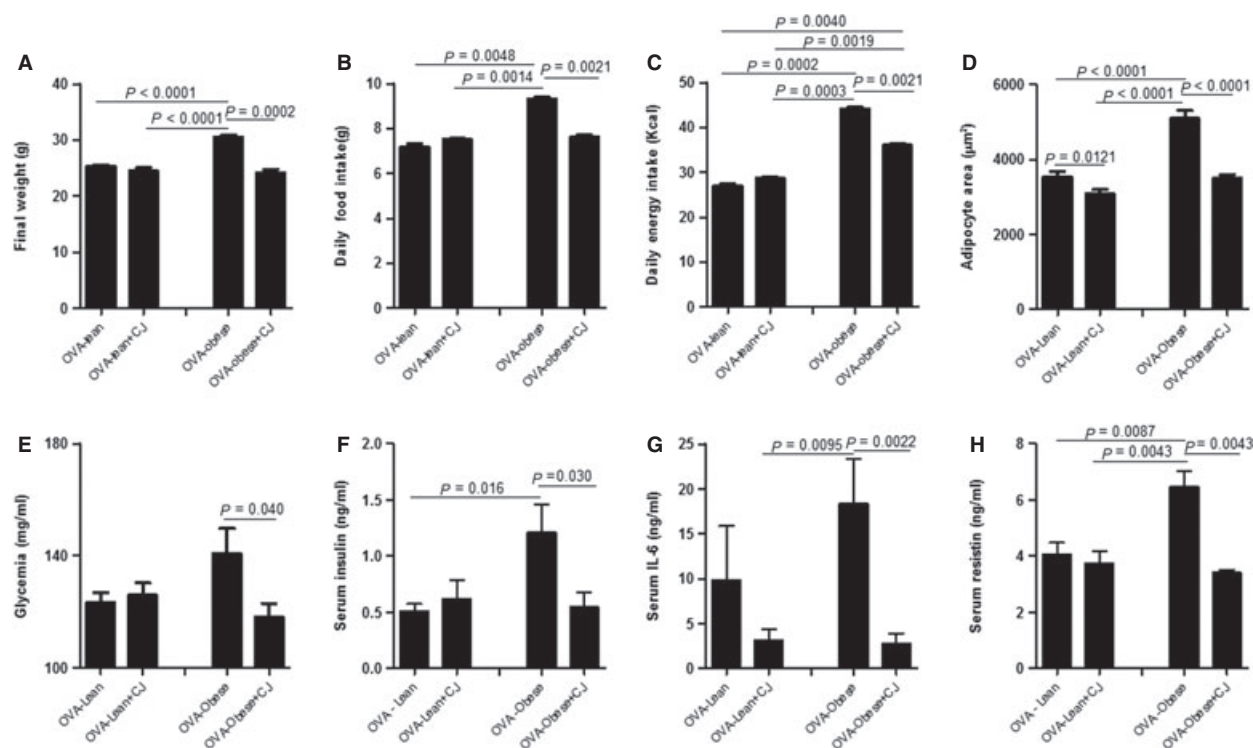 A
Final weight (g)
40
30
20
10
0
P < 0.0001
P = 0.0002
P < 0.0001
OVA-lean
OVA-lean+CJ
OVA-obese
OVA-obese+CJ
B
Daily food intake(g)
10
8
6
4
2
0
P = 0.0048
P = 0.0021
P = 0.0014
OVA-lean
OVA-lean+CJ
OVA-obese
OVA-obese+CJ
C
Daily energy intake (Kcal)
50
40
30
20
10
0
P = 0.0040
P = 0.0019
P = 0.0002
P = 0.0021
P = 0.0003
OVA-lean
OVA-lean+CJ
OVA-obese
OVA-obese+CJ
D
Adipocyte area (µm²)
6000
4000
2000
0
P < 0.0001
P < 0.0001
P < 0.0001
P = 0.0121
OVA-Lean
OVA-Lean+CJ
OVA-Obese
OVA-Obese+CJ
E
Glycemia (mg/ml)
180
140
100
P = 0.040
OVA-Lean
OVA-Lean+CJ
OVA-Obese
OVA-Obese+CJ
F
Serum insulin (ng/ml)
2.0
1.5
1.0
0.5
0.0
P = 0.030
P = 0.016
OVA - Lean
OVA-Lean+CJ
OVA-Obese
OVA-Obese+CJ
G
Serum IL-6 (ng/ml)
25
20
15
10
5
0
P = 0.0095
P = 0.0022
OVA-Lean
OVA-Lean+CJ
OVA-Obese
OVA-Obese+CJ
H
Serum resistin (ng/ml)
8
6
4
2
0
P = 0.0087
P = 0.0043
P = 0.0043
OVA - Lean
OVA-Lean+CJ
OVA-Obese
OVA-Obese+CJ